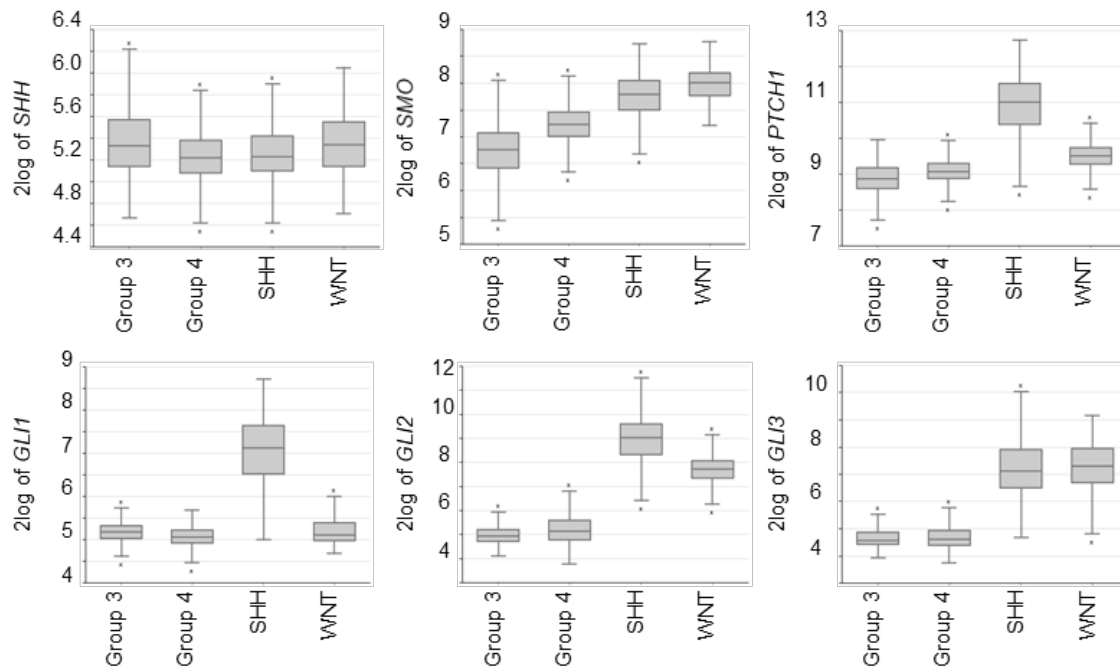 2log of SHH
6.4
6.0
5.6
5.2
4.8
4.4
Group 3
Group 4
SHH
WNT
2log of SMO
9
8
7
6
5
Group 3
Group 4
SHH
WNT
2log of PTCH1
13
11
9
7
Group 3
Group 4
SHH
WNT
2log of GLI1
9
8
7
6
5
4
Group 3
Group 4
SHH
WNT
2log of GLI2
12
10
8
6
4
Group 3
Group 4
SHH
WNT
2log of GLI3
10
8
6
4
Group 3
Group 4
SHH
WNT